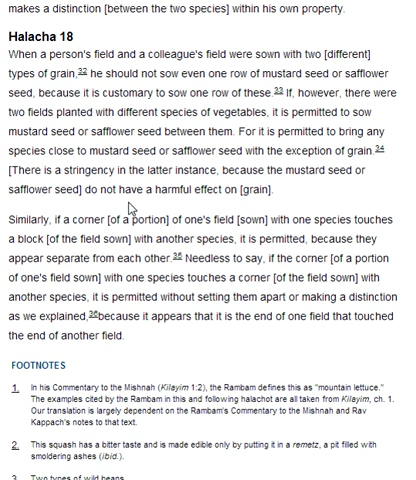 makes a distinction [between the two species] within his own property.
Halacha 18
When a person's field and a colleague's field were sown with two [different]
types of grain,32 he should not sow even one row of mustard seed or safflower
seed, because it is customary to sow one row of these.33 If, however, there were
two fields planted with different species of vegetables, it is permitted to sow
mustard seed or safflower seed between them. For it is permitted to bring any
species close to mustard seed or safflower seed with the exception of grain.34
[There is a stringency in the latter instance, because the mustard seed or
safflower seed] do not have a harmful effect on [grain].
Similarly, if a corner [of a portion] of one's field [sown] with one species touches
a block [of the field sown] with another species, it is permitted, because they
appear separate from each other.35 Needless to say, if the corner [of a portion
of one's field sown] with one species touches a corner [of the field sown] with
another species, it is permitted without setting them apart or making a distinction
as we explained,36because it appears that it is the end of one field that touched
the end of another field.
FOOTNOTES
1. In his Commentary to the Mishnah (Kilayim 1:2), the Rambam defines this as "mountain lettuce."
The examples cited by the Rambam in this and following halachot are all taken from Kilayim, ch. 1.
Our translation is largely dependent on the Rambam's Commentary to the Mishnah and Rav
Kappach's notes to that text.
2. This squash has a bitter taste and is made edible only by putting it in a remetz, a pit filled with
smoldering ashes (ibid.).
3. Two types of wild beans.